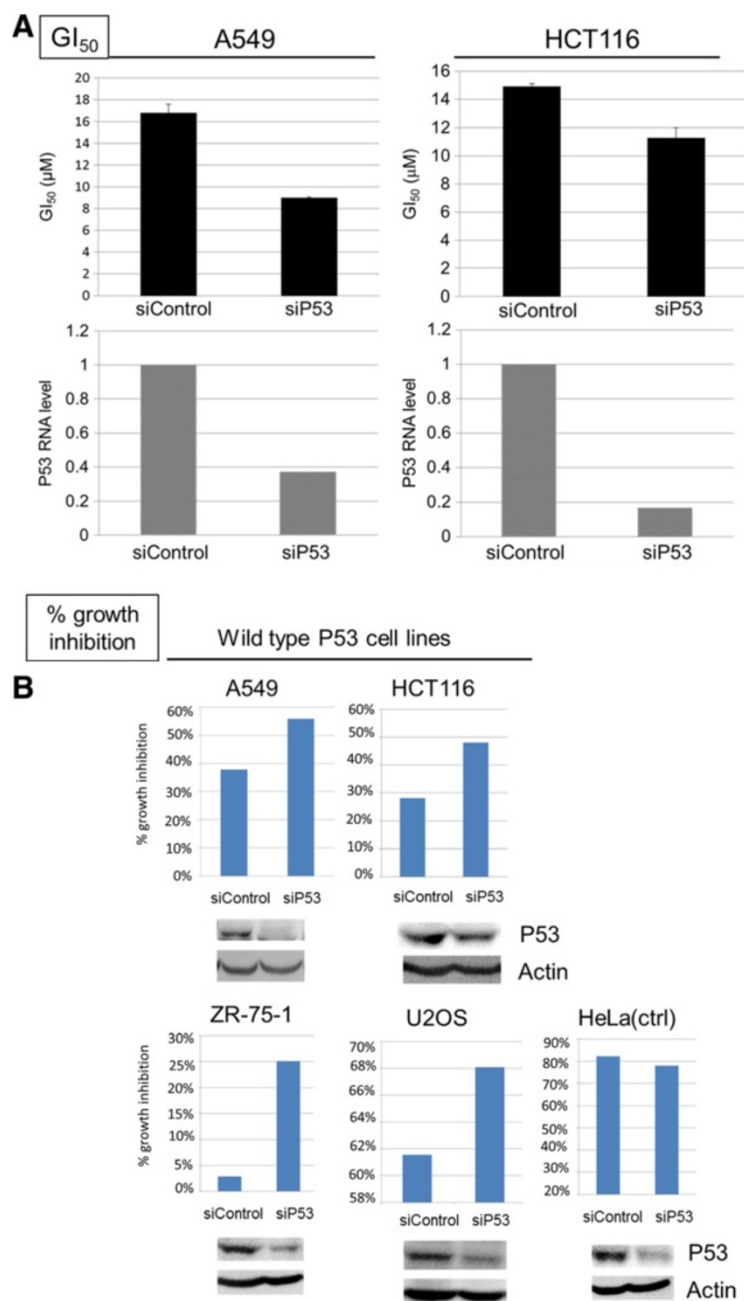 A GI50 A549 HCT116
GI50 (µM)
20
18
16
14
12
10
8
6
4
2
0
siControl siP53
GI50 (µM)
16
14
12
10
8
6
4
2
0
siControl siP53
P53 RNA level
1.2
1
0.8
0.6
0.4
0.2
0
siControl siP53
P53 RNA level
1.2
1
0.8
0.6
0.4
0.2
0
siControl siP53
% growth
inhibition
Wild type P53 cell lines
B
A549
% growth inhibition
60%
50%
40%
30%
20%
10%
0%
siControl siP53
HCT116
60%
50%
40%
30%
20%
10%
0%
siControl siP53
P53
Actin
ZR-75-1
% growth inhibition
30%
25%
20%
15%
10%
5%
0%
siControl siP53
U2OS
70%
68%
66%
64%
62%
60%
58%
siControl siP53
HeLa(ctrl)
90%
80%
70%
60%
50%
40%
30%
20%
siControl siP53
P53
Actin